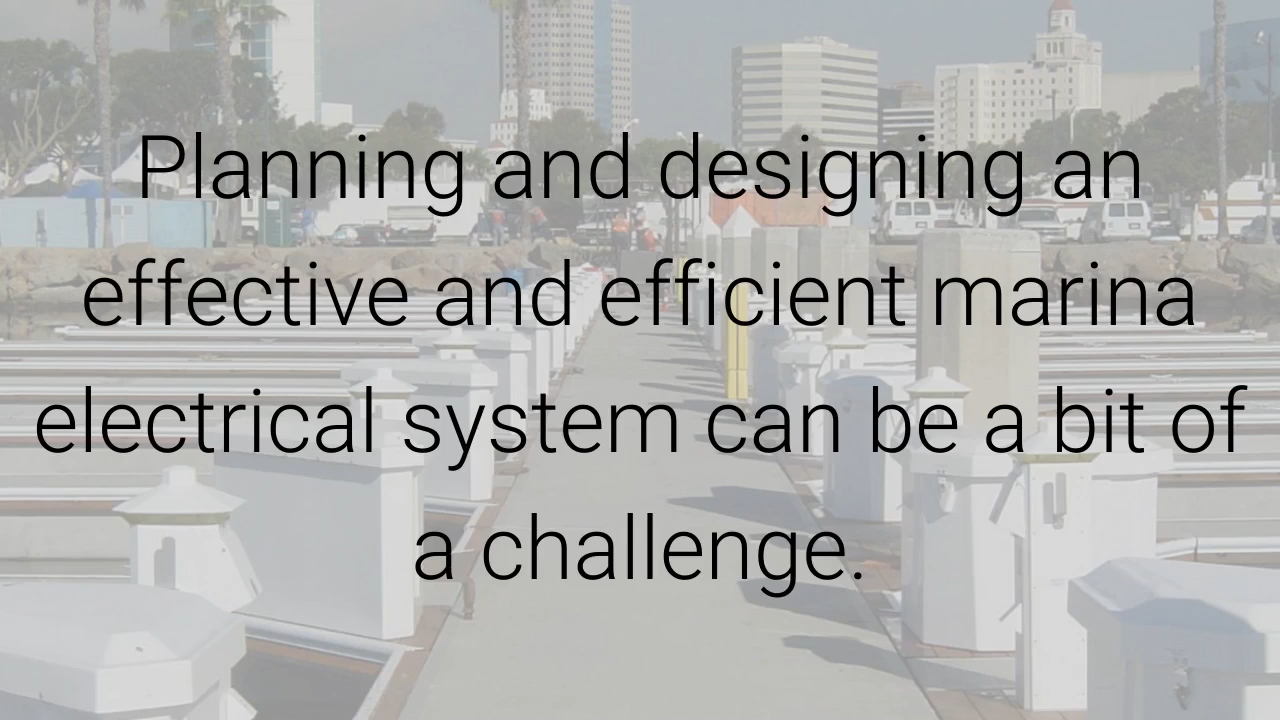 Planning and designing an
effective and efficient marina
electrical system can be a bit of
a challenge.